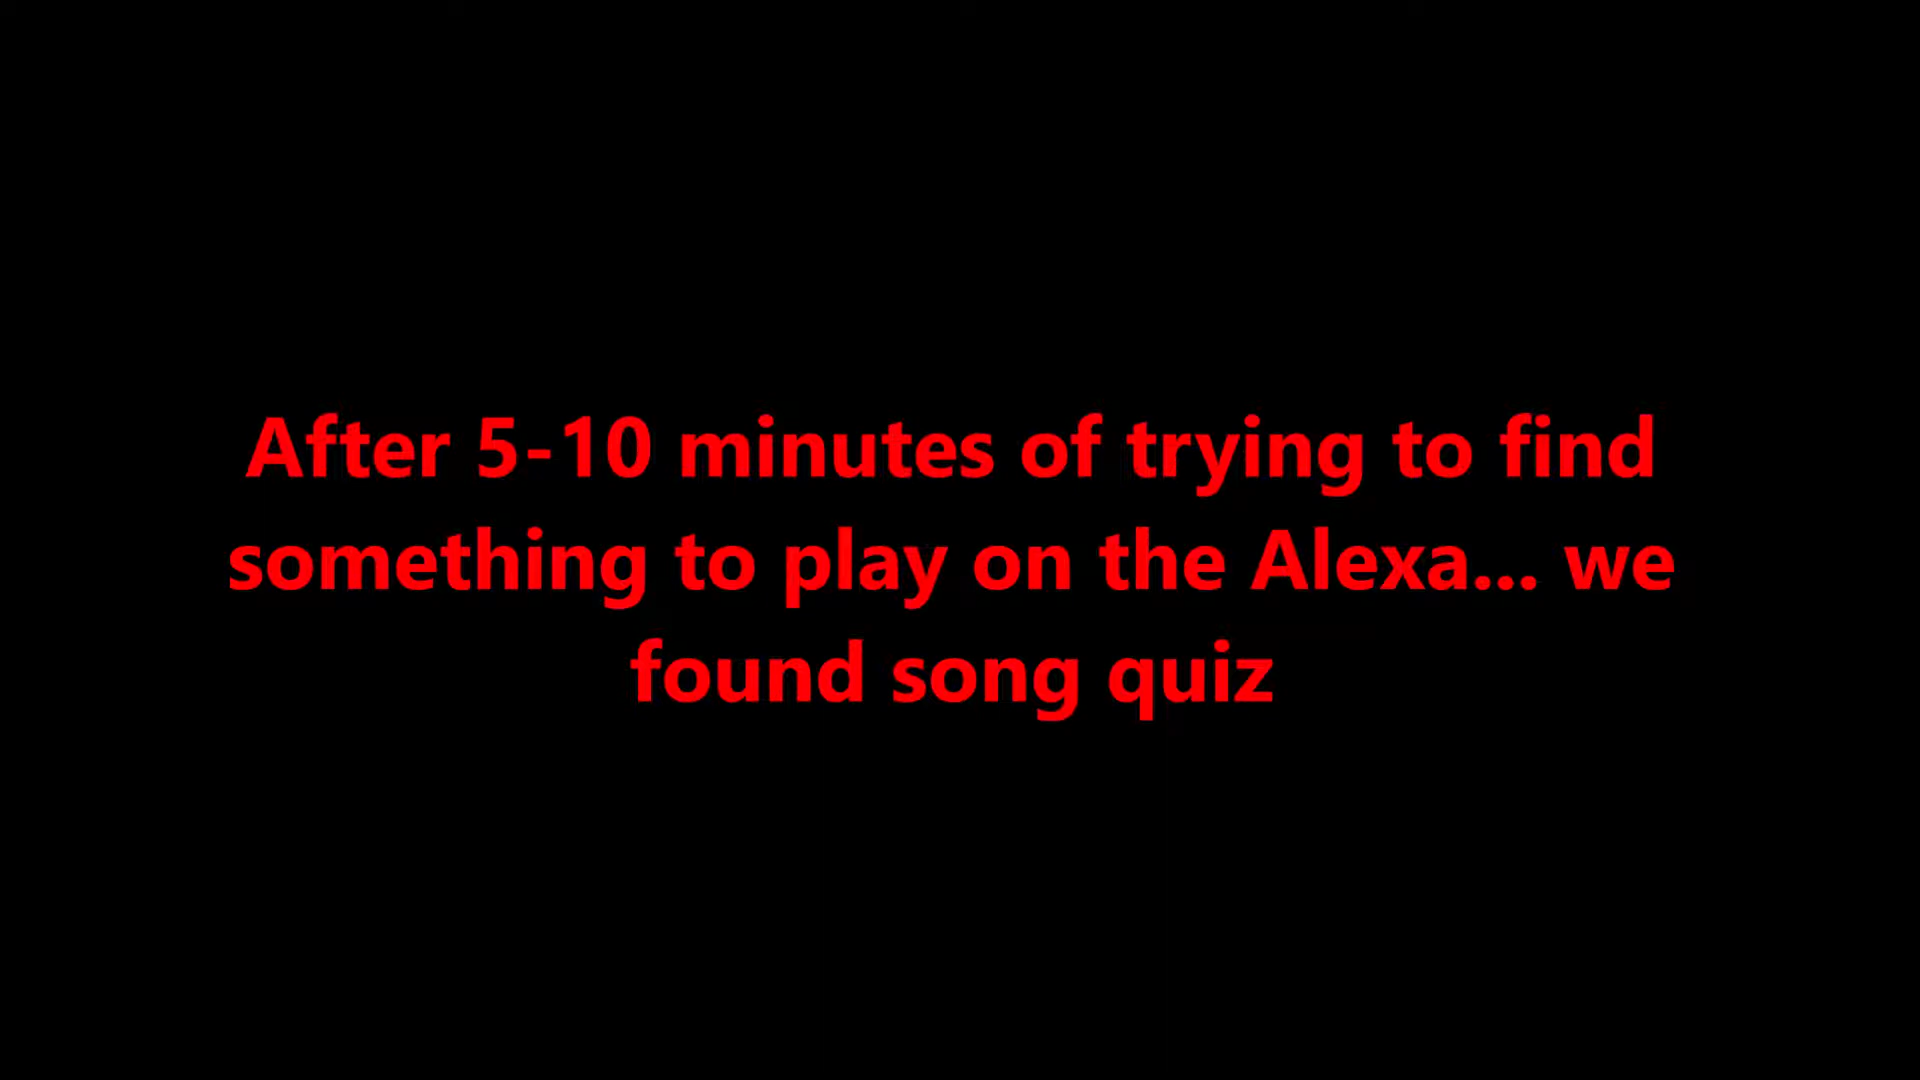 After 5-10 minutes of trying to find
something to play on the Alexa... we
found song quiz